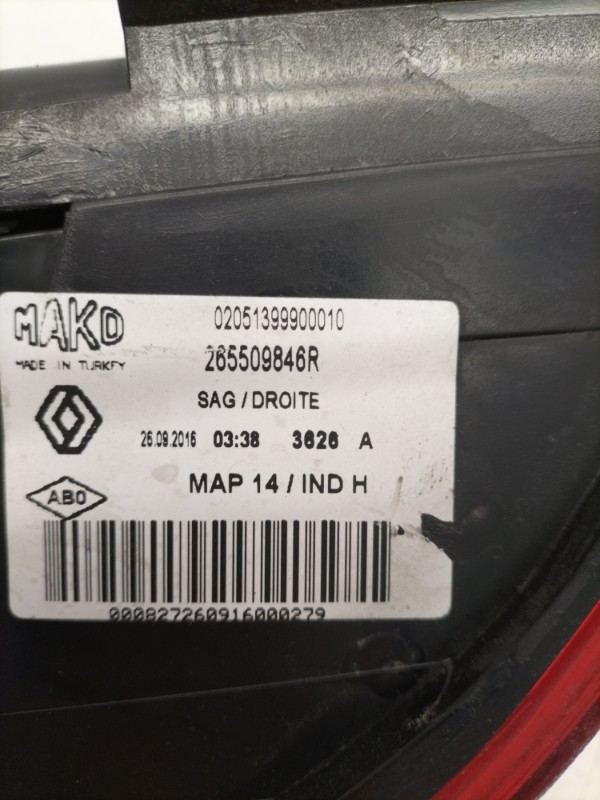 MAKO
02051399900010
MADE IN TURKEY
265509846R
SAG / DROITE
26.09.2016 03:38 3626 A
ABO
MAP 14 / IND H
000827260916000279